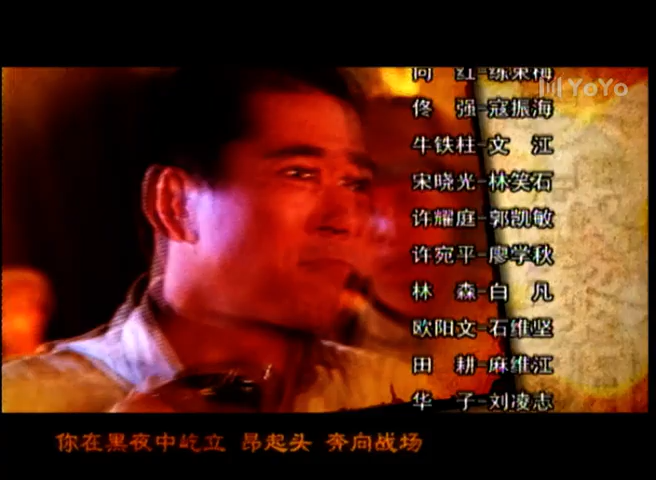 向　红-练束梅
YoYo
佟　强-寇振海
牛铁柱-文　江
宋晓光-林笑石
许耀庭-郭凯敏
许宛平-廖学秋
林　森-白　凡
欧阳文-石维坚
田　耕-麻维江
华　子-刘凌志
你在黑夜中屹立 昂起头 奔向战场